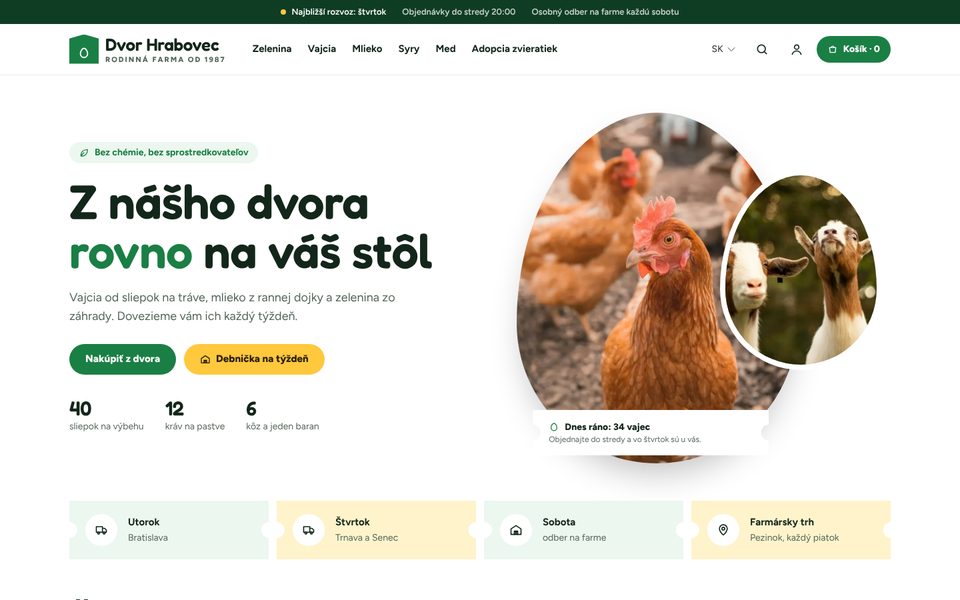 Najbližší rozvoz: štvrtok Objednávky do stredy 20:00 Osobný odber na farme každú sobotu
Dvor Hrabovec
RODINNÁ FARMA OD 1987
Zelenina Vajcia Mlieko Syry Med Adopcia zvieratiek
SK
Košík · 0
Bez chémie, bez sprostredkovateľov
Z nášho dvora
rovno na váš stôl
Vajcia od sliepok na tráve, mlieko z rannej dojky a zelenina zo
záhrady. Dovezieme vám ich každý týždeň.
Nakúpiť z dvora
Debnička na týždeň
40 12 6
sliepok na výbehu kráv na pastve kôz a jeden baran
Dnes ráno: 34 vajec
Objednajte do stredy a vo štvrtok sú u vás.
Utorok
Bratislava
Štvrtok
Trnava a Senec
Sobota
odber na farme
Farmársky trh
Pezinok, každý piatok